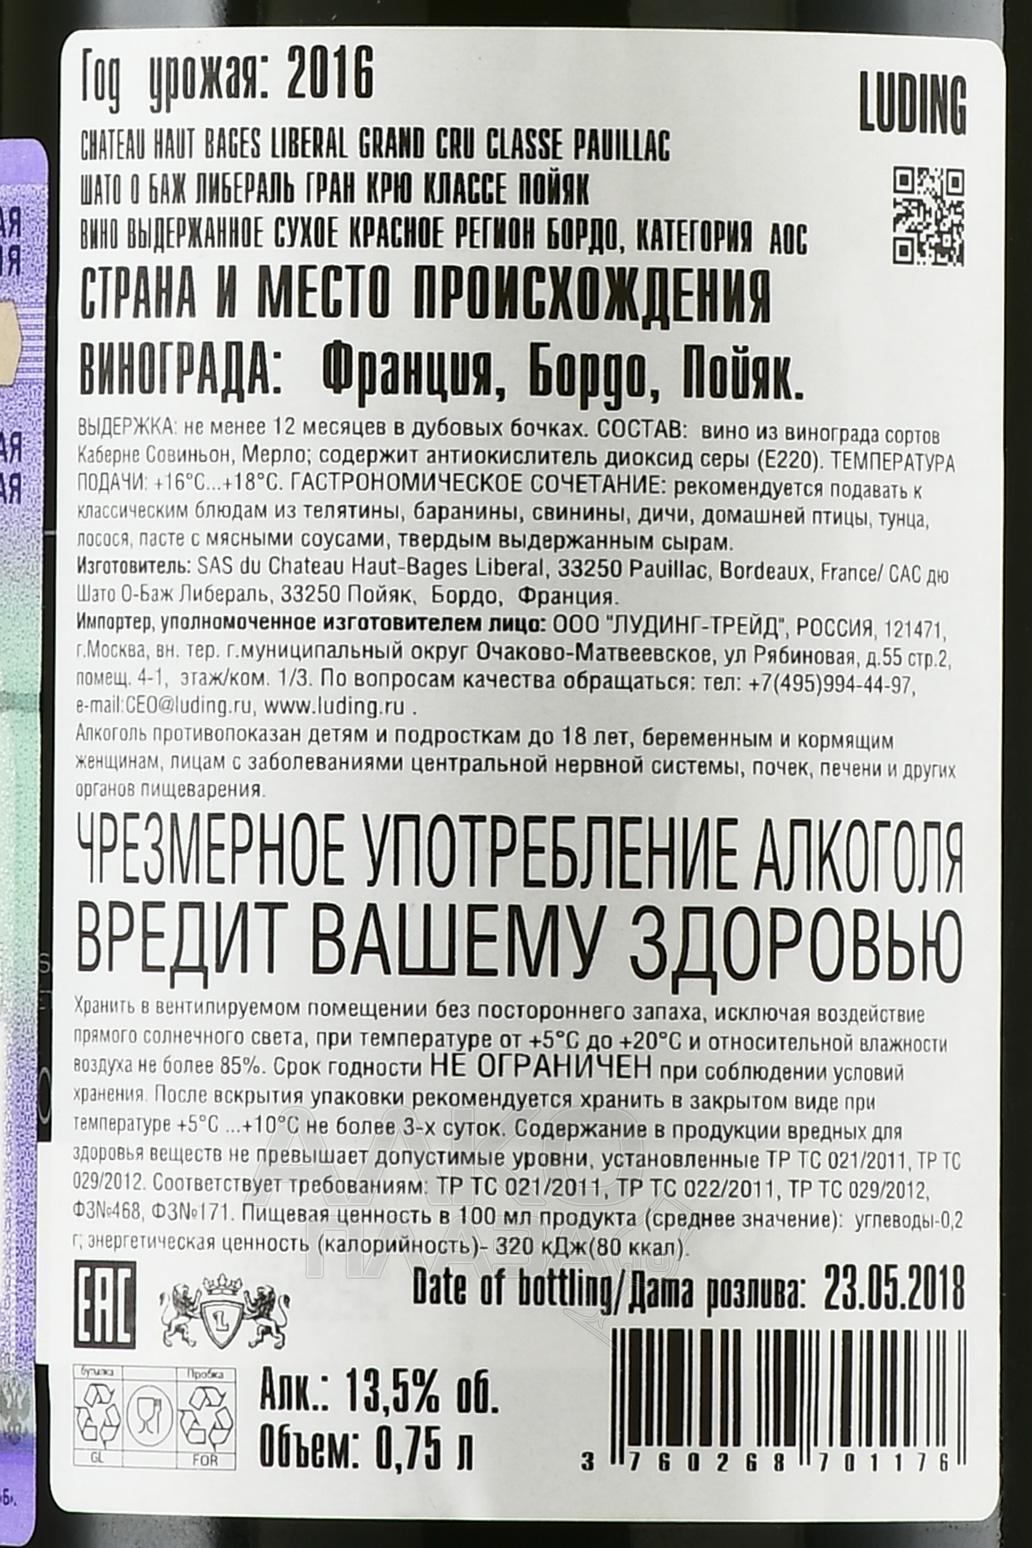 Год урожая: 2016
LUDING
CHATEAU HAUT BAGES LIBERAL GRAND CRU CLASSE PAUILLAC
ШАТО О БАЖ ЛИБЕРАЛЬ ГРАН КРЮ КЛАССЕ ПОЙЯК
ВИНО ВЫДЕРЖАННОЕ СУХОЕ КРАСНОЕ РЕГИОН БОРДО, КАТЕГОРИЯ АОС
СТРАНА И МЕСТО ПРОИСХОЖДЕНИЯ
ВИНОГРАДА: Франция, Бордо, Пойяк.
ВЫДЕРЖКА: не менее 12 месяцев в дубовых бочках. СОСТАВ: вино из винограда сортов
Каберне Совиньон, Мерло; содержит антиокислитель диоксид серы (Е220). ТЕМПЕРАТУРА
ПОДАЧИ: +16°С...+18°С. ГАСТРОНОМИЧЕСКОЕ СОЧЕТАНИЕ: рекомендуется подавать к
классическим блюдам из телятины, баранины, свинины, дичи, домашней птицы, тунца,
лосося, пасте с мясными соусами, твердым выдержанным сырам.
Изготовитель: SAS du Chateau Haut-Bages Liberal, 33250 Pauillac, Bordeaux, France/ САС дю
Шато О-Баж Либераль, 33250 Пойяк, Бордо, Франция.
Импортер, уполномоченное изготовителем лицо: ООО "ЛУДИНГ-ТРЕЙД", РОССИЯ, 121471,
г.Москва, вн. тер. г.муниципальный округ Очаково-Матвеевское, ул Рябиновая, д.55 стр.2,
помещ. 4-1, этаж/ком. 1/3. По вопросам качества обращаться: тел: +7(495)994-44-97,
e-mail:CEO@luding.ru, www.luding.ru .
Алкоголь противопоказан детям и подросткам до 18 лет, беременным и кормящим
женщинам, лицам с заболеваниями центральной нервной системы, почек, печени и других
органов пищеварения.
ЧРЕЗМЕРНОЕ УПОТРЕБЛЕНИЕ АЛКОГОЛЯ
ВРЕДИТ ВАШЕМУ ЗДОРОВЬЮ
Хранить в вентилируемом помещении без постороннего запаха, исключая воздействие
прямого солнечного света, при температуре от +5°С до +20°С и относительной влажности
воздуха не более 85%. Срок годности НЕ ОГРАНИЧЕН при соблюдении условий
хранения. После вскрытия упаковки рекомендуется хранить в закрытом виде при
температуре +5°С ...+10°С не более 3-х суток. Содержание в продукции вредных для
здоровья веществ не превышает допустимые уровни, установленные ТР ТС 021/2011, ТР ТС
029/2012. Соответствует требованиям: ТР ТС 021/2011, ТР ТС 022/2011, ТР ТС 029/2012,
ФЗ№468, ФЗ№171. Пищевая ценность в 100 мл продукта (среднее значение): углеводы-0,2
г; энергетическая ценность (калорийность)- 320 кДж(80 ккал).
EAC
L
Date of bottling/Дата розлива: 23.05.2018
бутылка Пробка
GL FOR
Алк.: 13,5% об.
Объем: 0,75 л
3 760268 701176